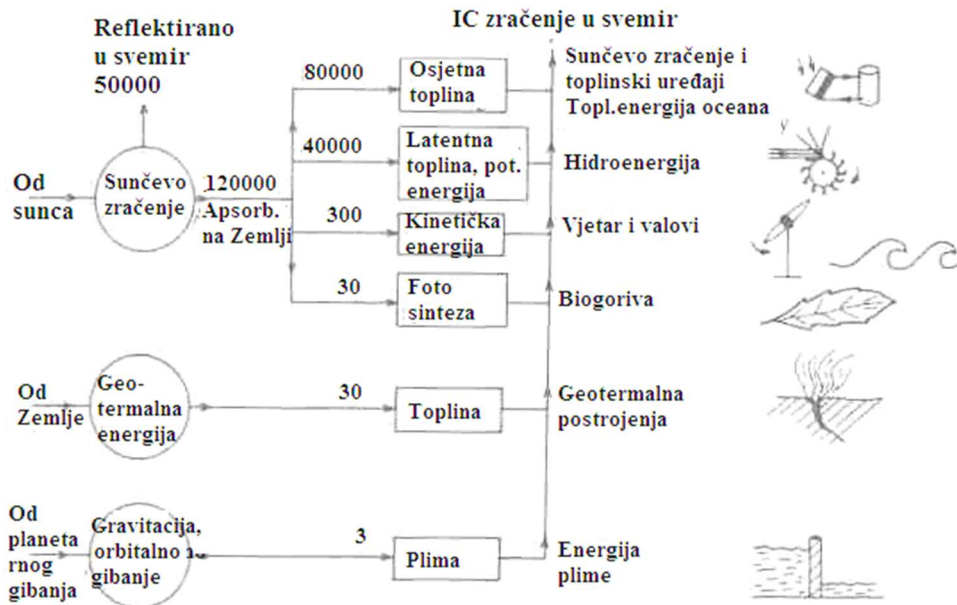 Reflektirano
u svemir
50000
IC zračenje u svemir
Od
sunca
Sunčevo
zračenje
120000
Apsorb.
na Zemlji
80000
Osjetna
toplina
Sunčevo zračenje i
toplinski uređaji
Topl.energija oceana
40000
Latentna
toplina, pot.
energija
Hidroenergija
300
Kinetička
energija
Vjetar i valovi
30
Foto
sinteza
Biogoriva
Od
Zemlje
Geo-
termalna
energija
30
Toplina
Geotermalna
postrojenja
Od
planeta
rnog
gibanja
Gravitacija,
orbitalno
gibanje
3
Plima
Energija
plime